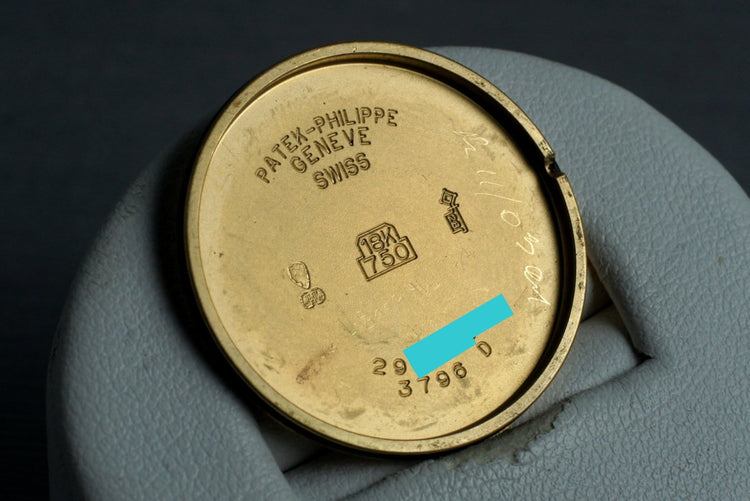 PATEK-PHILIPPE
GENEVE
SWISS
18K
750
29
3796 D